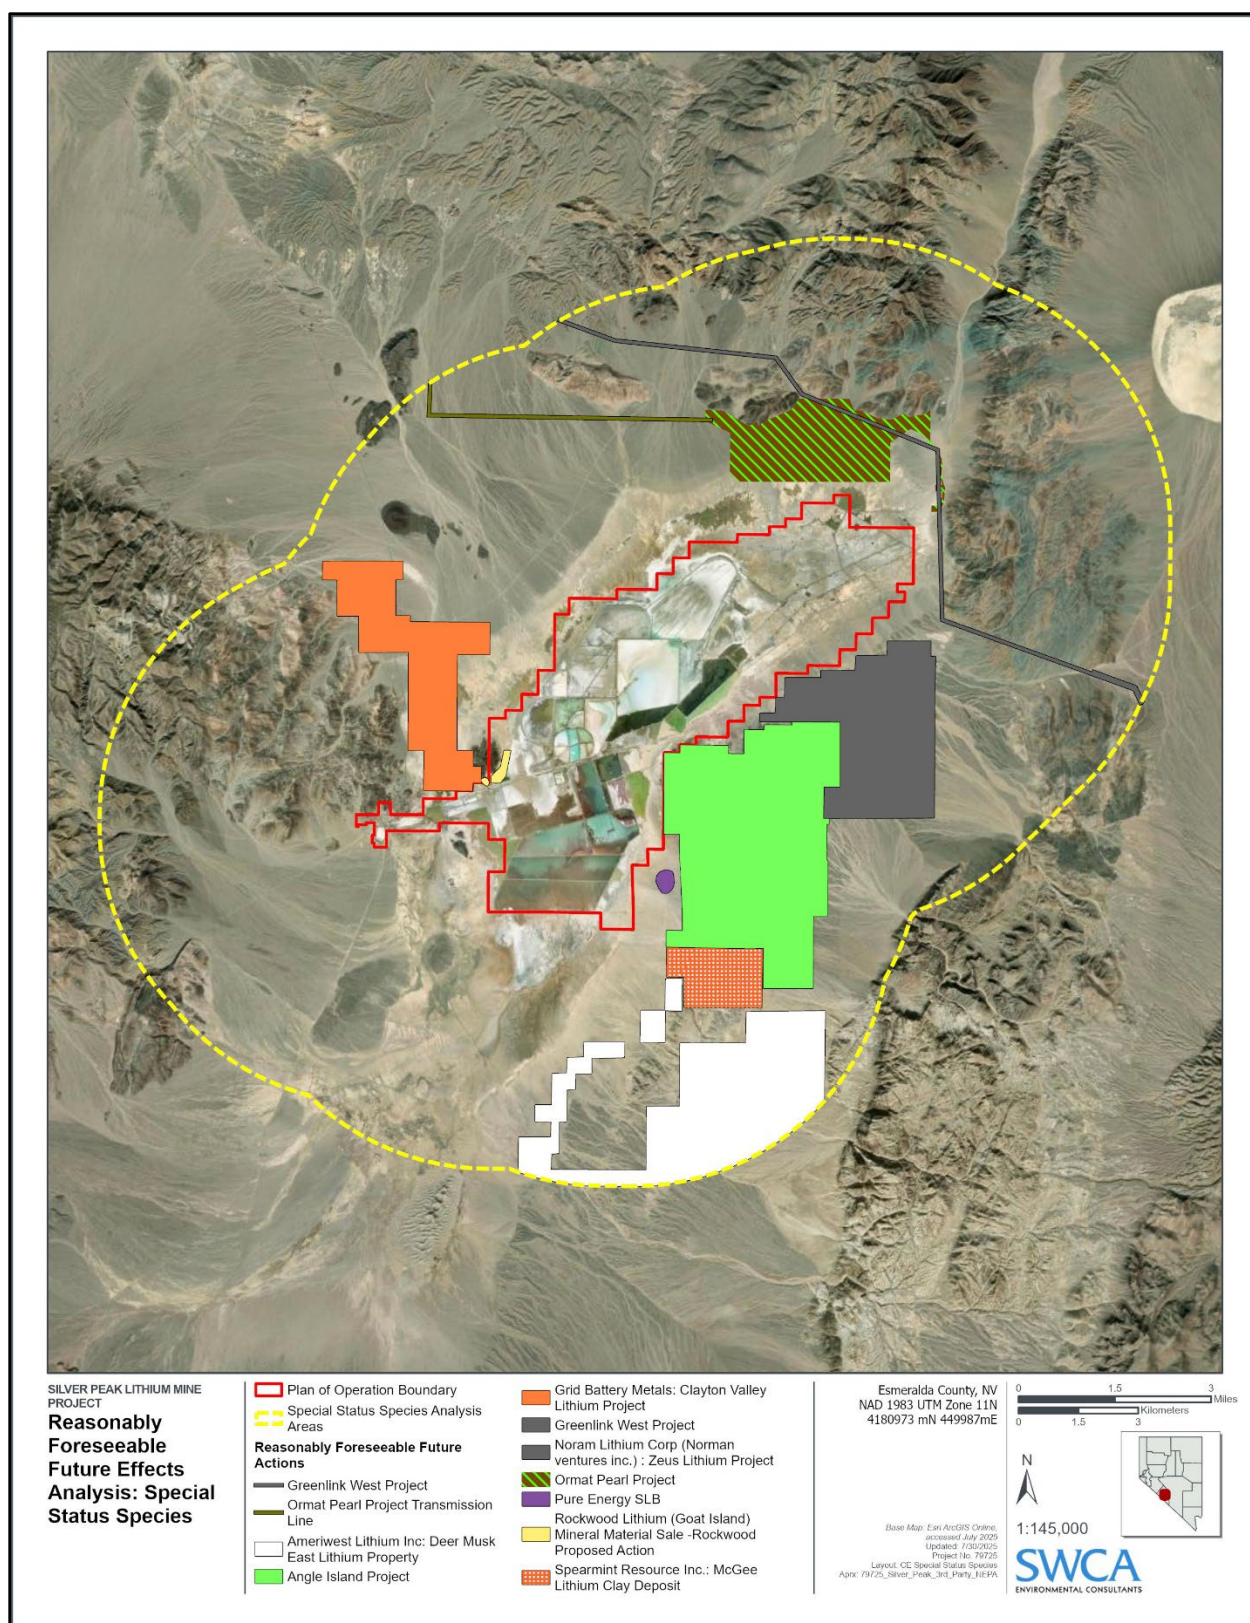 SILVER PEAK LITHIUM MINE
PROJECT
Reasonably
Foreseeable
Future Effects
Analysis: Special
Status Species
Plan of Operation Boundary
Special Status Species Analysis
Areas
Reasonably Foreseeable Future
Actions
Greenlink West Project
Ormat Pearl Project Transmission
Line
Ameriwest Lithium Inc: Deer Musk
East Lithium Property
Angle Island Project
Grid Battery Metals: Clayton Valley
Lithium Project
Greenlink West Project
Noram Lithium Corp (Norman
ventures inc.) : Zeus Lithium Project
Ormat Pearl Project
Pure Energy SLB
Rockwood Lithium (Goat Island)
Mineral Material Sale -Rockwood
Proposed Action
Spearmint Resource Inc.: McGee
Lithium Clay Deposit
Esmeralda County, NV
NAD 1983 UTM Zone 11N
4180973 mN 449987mE
Base Map: Esri ArcGIS Online,
accessed July 2025
Updated: 7/30/2025
Project No. 79725
Layout: CE Special Status Species
Aprx: 79725_Silver_Peak_3rd_Party_NEPA
0 1.5 3
Miles
Kilometers
0 1.5 3
N
1:145,000
SWCA
ENVIRONMENTAL CONSULTANTS